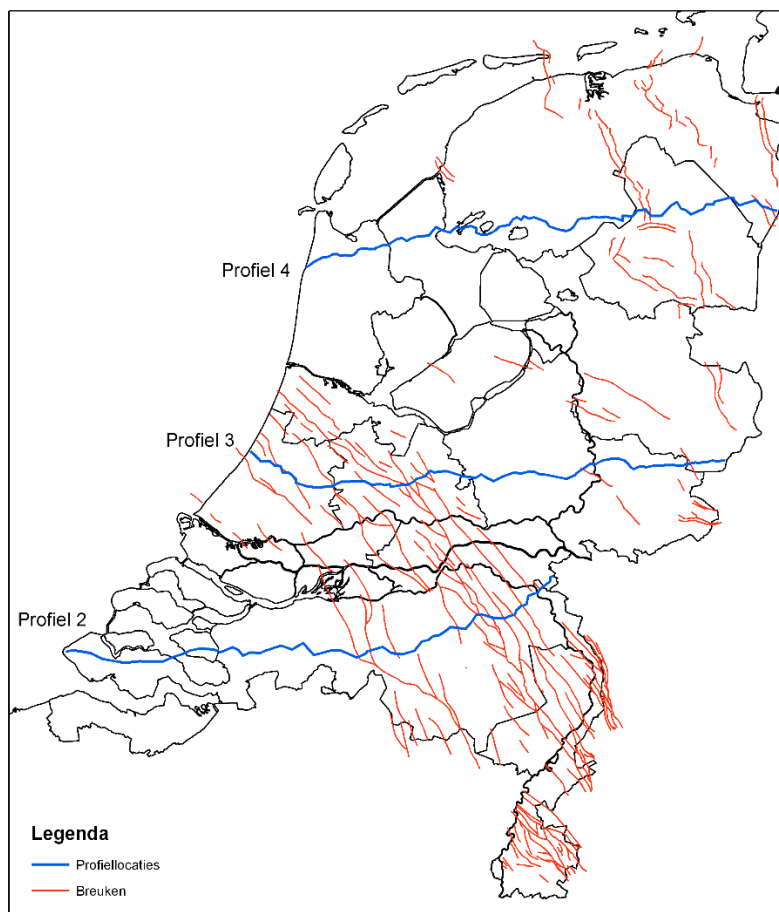 Profiel 4
Profiel 3
Profiel 2
Legenda
Profiellocaties
Breuken